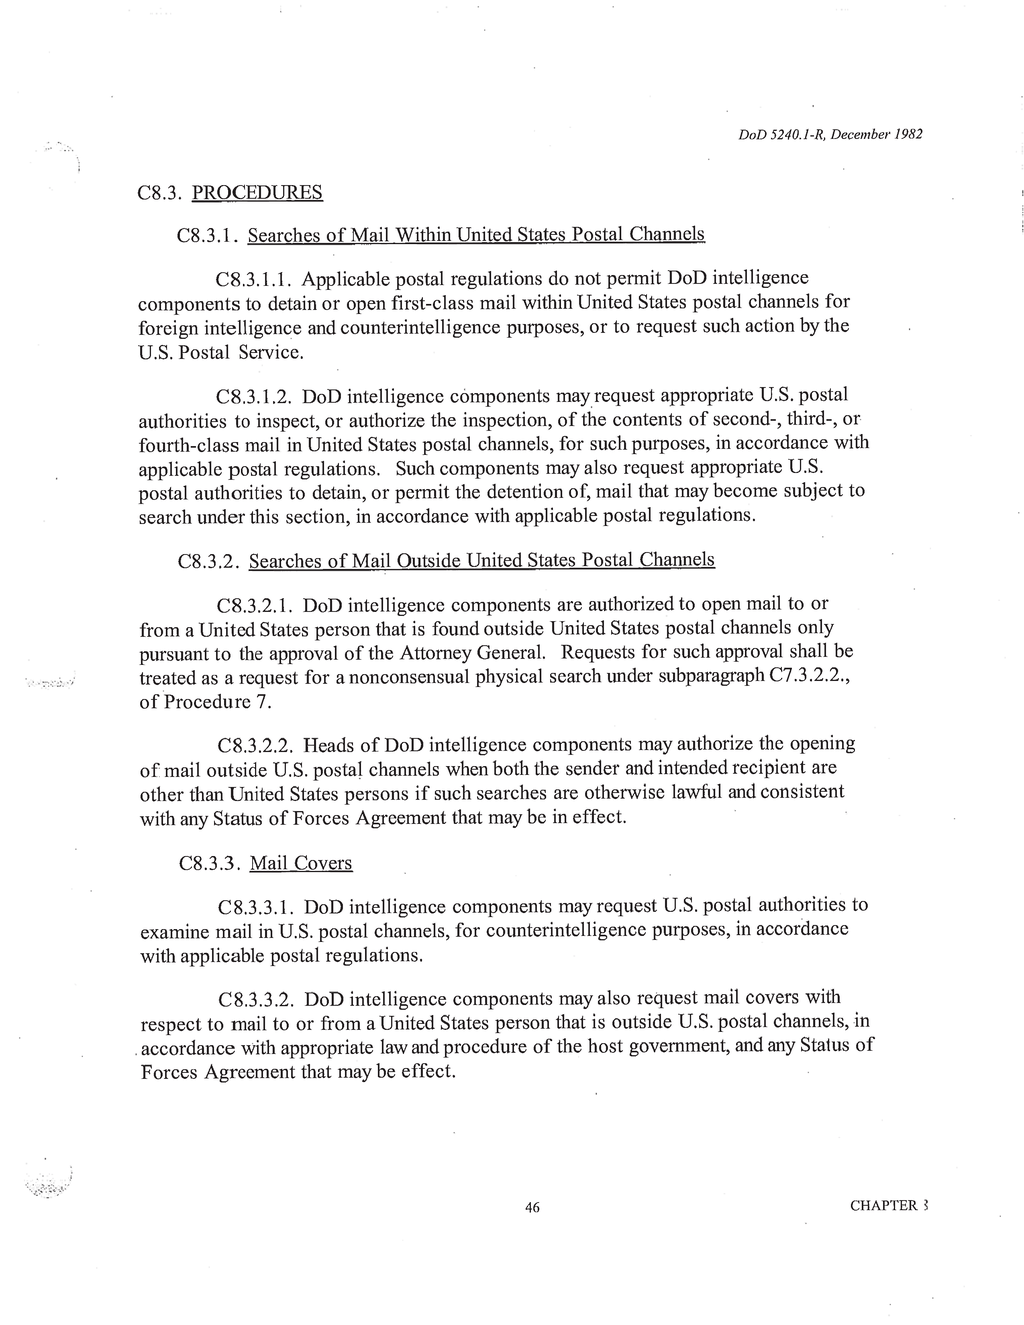 DoD 5240.1-R, December 1982
C8.3. PROCEDURES
C8.3.1. Searches of Mail Within United States Postal Channels
C8.3.1.1. Applicable postal regulations do not permit DoD intelligence
components to detain or open first-class mail within United States postal channels for
foreign intelligence and counterintelligence purposes, or to request such action by the
U.S. Postal Service.
C8.3.1.2. DoD intelligence components may request appropriate U.S. postal
authorities to inspect, or authorize the inspection, of the contents of second-, third-, or
fourth-class mail in United States postal channels, for such purposes, in accordance with
applicable postal regulations. Such components may also request appropriate U.S.
postal authorities to detain, or permit the detention of, mail that may become subject to
search under this section, in accordance with applicable postal regulations.
C8.3.2. Searches of Mail Outside United States Postal Channels
C8.3.2.1. DoD intelligence components are authorized to open mail to or
from a United States person that is found outside United States postal channels only
pursuant to the approval of the Attorney General. Requests for such approval shall be
treated as a request for a nonconsensual physical search under subparagraph C7.3.2.2.,
of Procedure 7.
C8.3.2.2. Heads of DoD intelligence components may authorize the opening
of mail outside U.S. postal channels when both the sender and intended recipient are
other than United States persons if such searches are otherwise lawful and consistent
with any Status of Forces Agreement that may be in effect.
C8.3.3. Mail Covers
C8.3.3.1. DoD intelligence components may request U.S. postal authorities to
examine mail in U.S. postal channels, for counterintelligence purposes, in accordance
with applicable postal regulations.
C8.3.3.2. DoD intelligence components may also request mail covers with
respect to mail to or from a United States person that is outside U.S. postal channels, in
accordance with appropriate law and procedure of the host government, and any Status of
Forces Agreement that may be effect.
46
CHAPTER